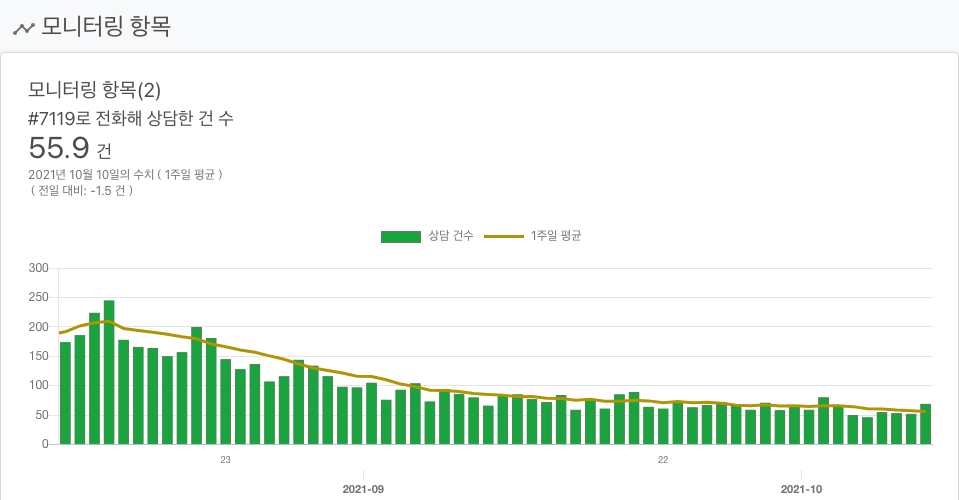 모니터링 항목
모니터링 항목(2)
#7119로 전화해 상담한 건 수
55.9 건
2021년 10월 10일의 수치 ( 1주일 평균 )
( 전일 대비: -1.5 건 )
상담 건수 1주일 평균
300
250
200
150
100
50
0
23 22
2021-09 2021-10